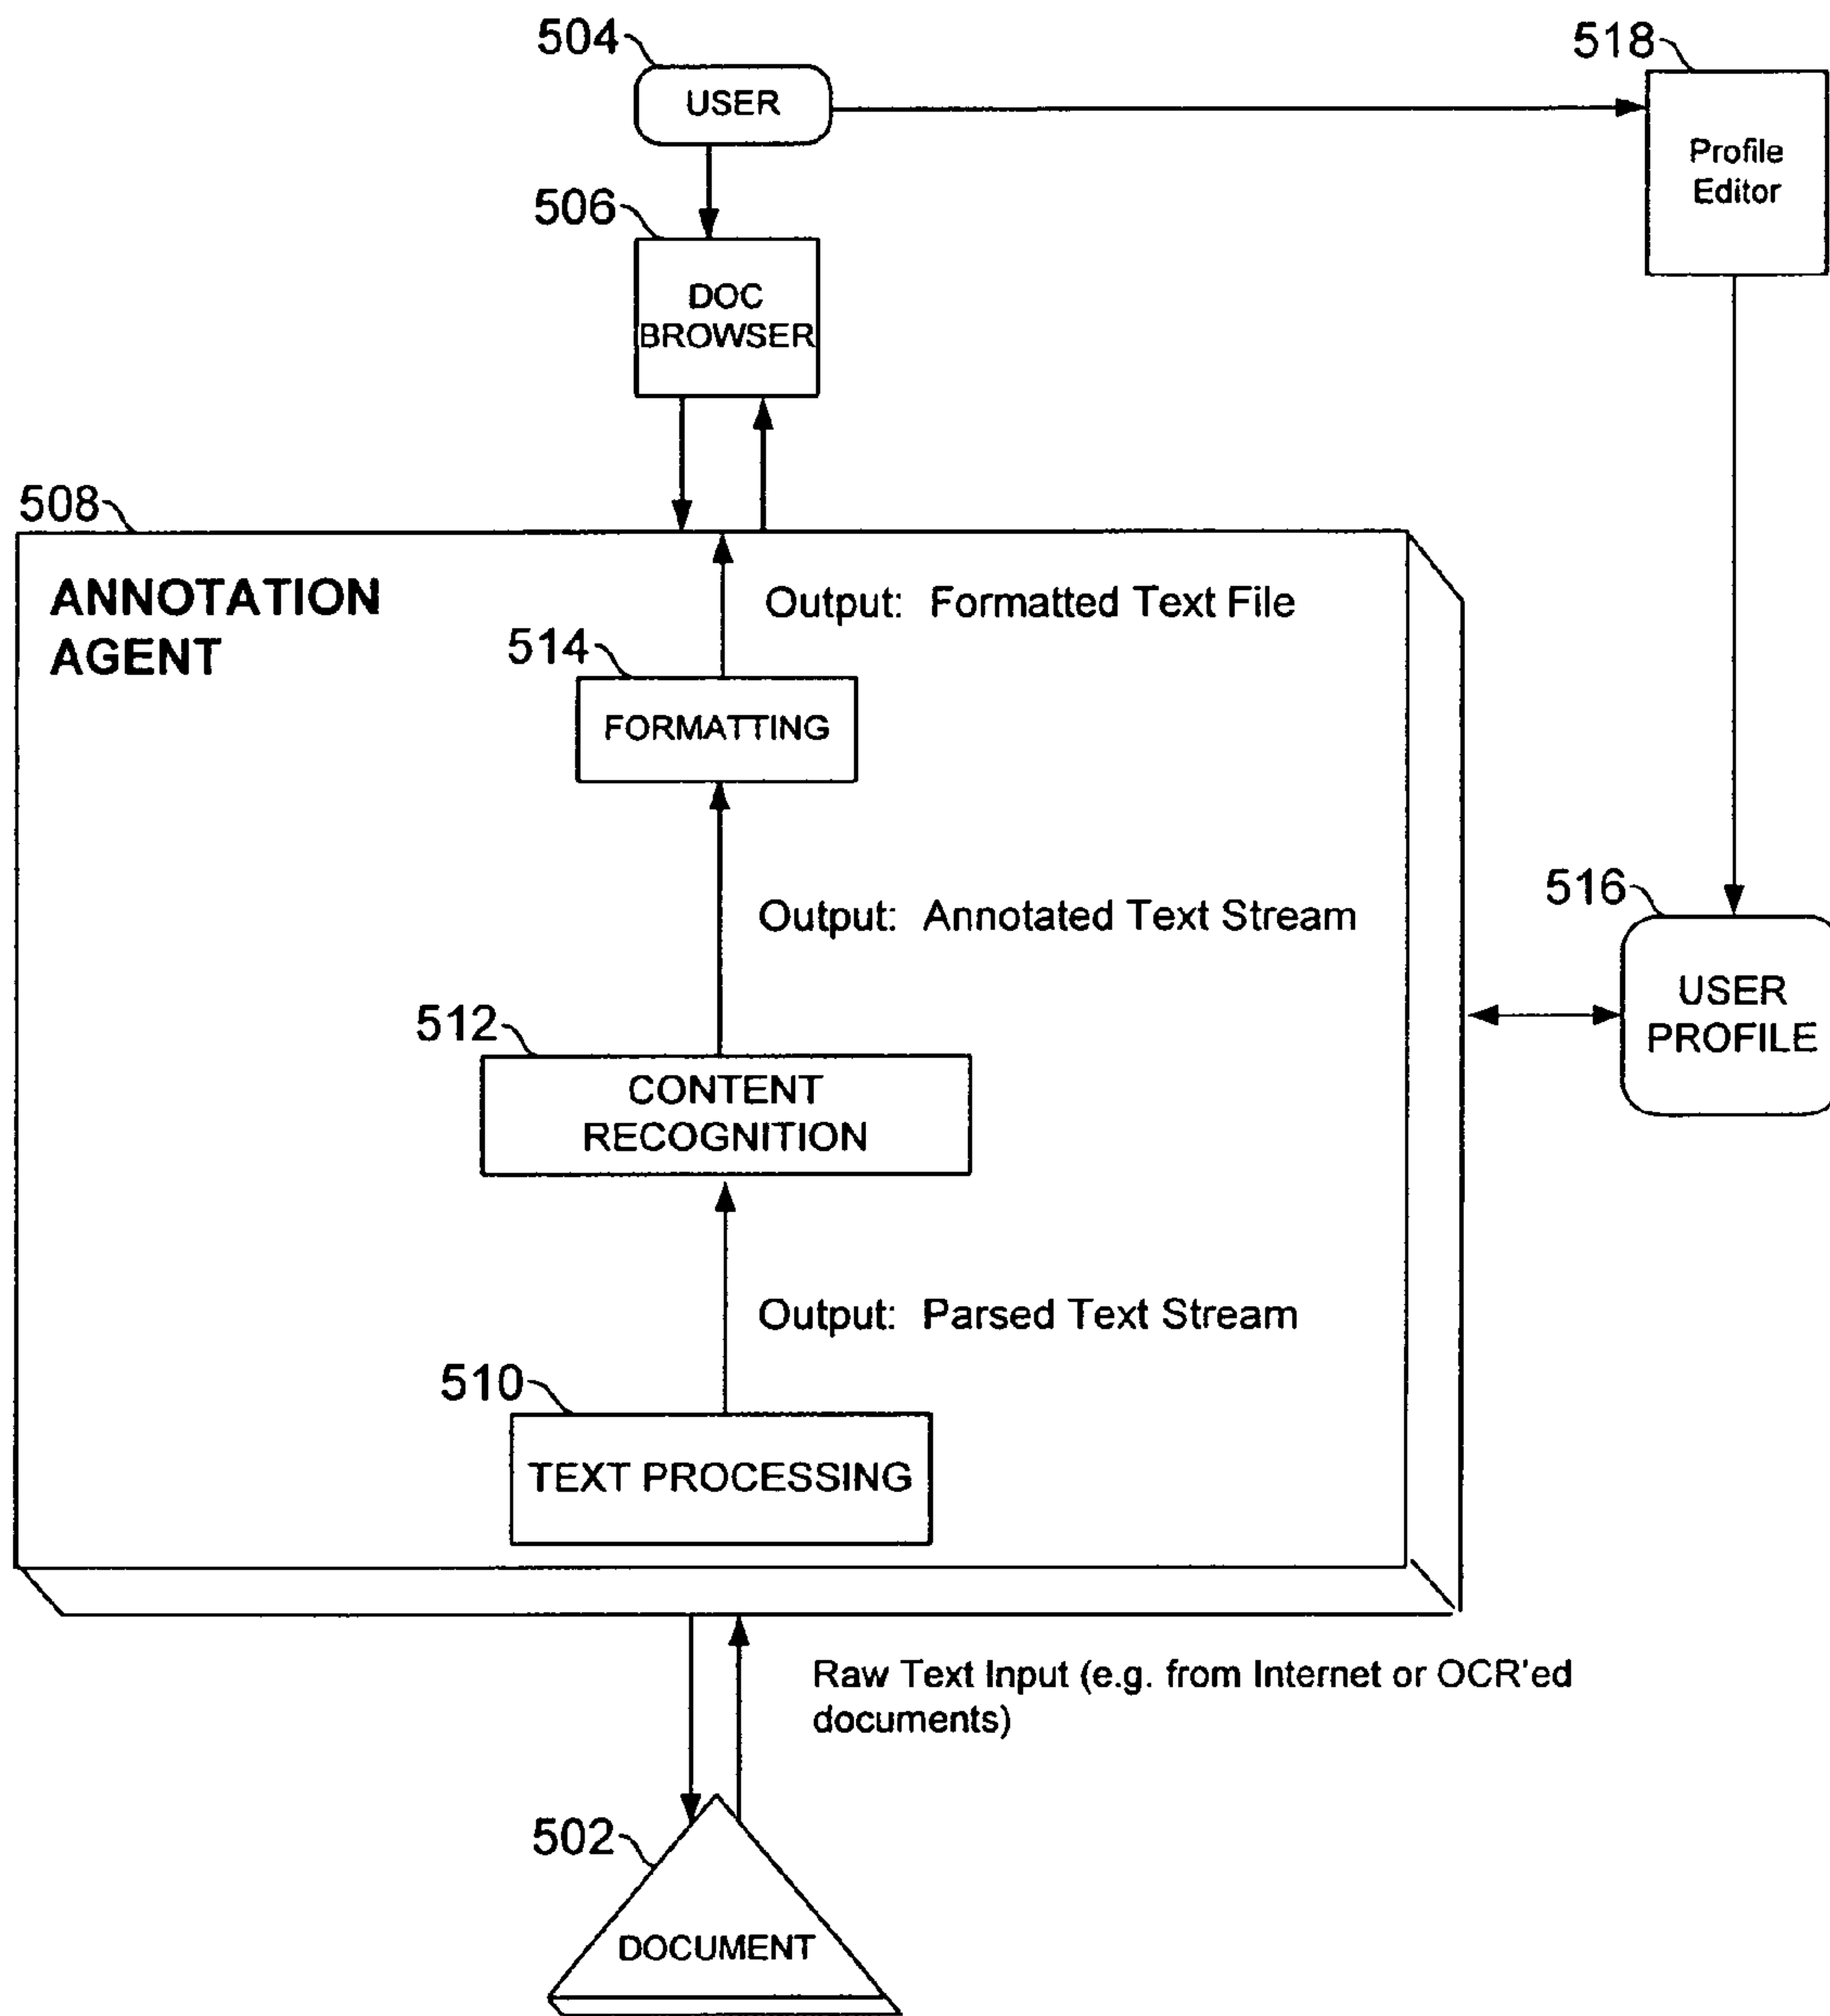 504
USER
518
Profile
Editor
506
DOC
BROWSER
508
ANNOTATION
AGENT
Output: Formatted Text File
514
FORMATTING
Output: Annotated Text Stream
516
USER
PROFILE
512
CONTENT
RECOGNITION
Output: Parsed Text Stream
510
TEXT PROCESSING
Raw Text Input (e.g. from Internet or OCR'ed
documents)
502
DOCUMENT